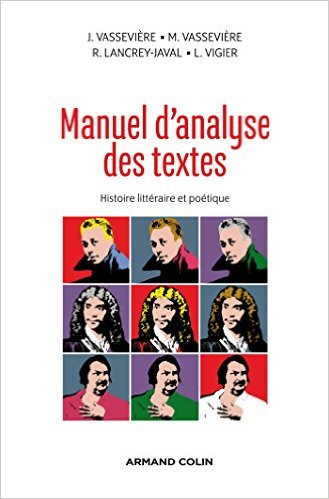 J. VASSEVIÈRE • M. VASSEVIÈRE
R. LANCREY-JAVAL • L. VIGIER
Manuel d'analyse
des textes
Histoire littéraire et poétique
ARMAND COLIN